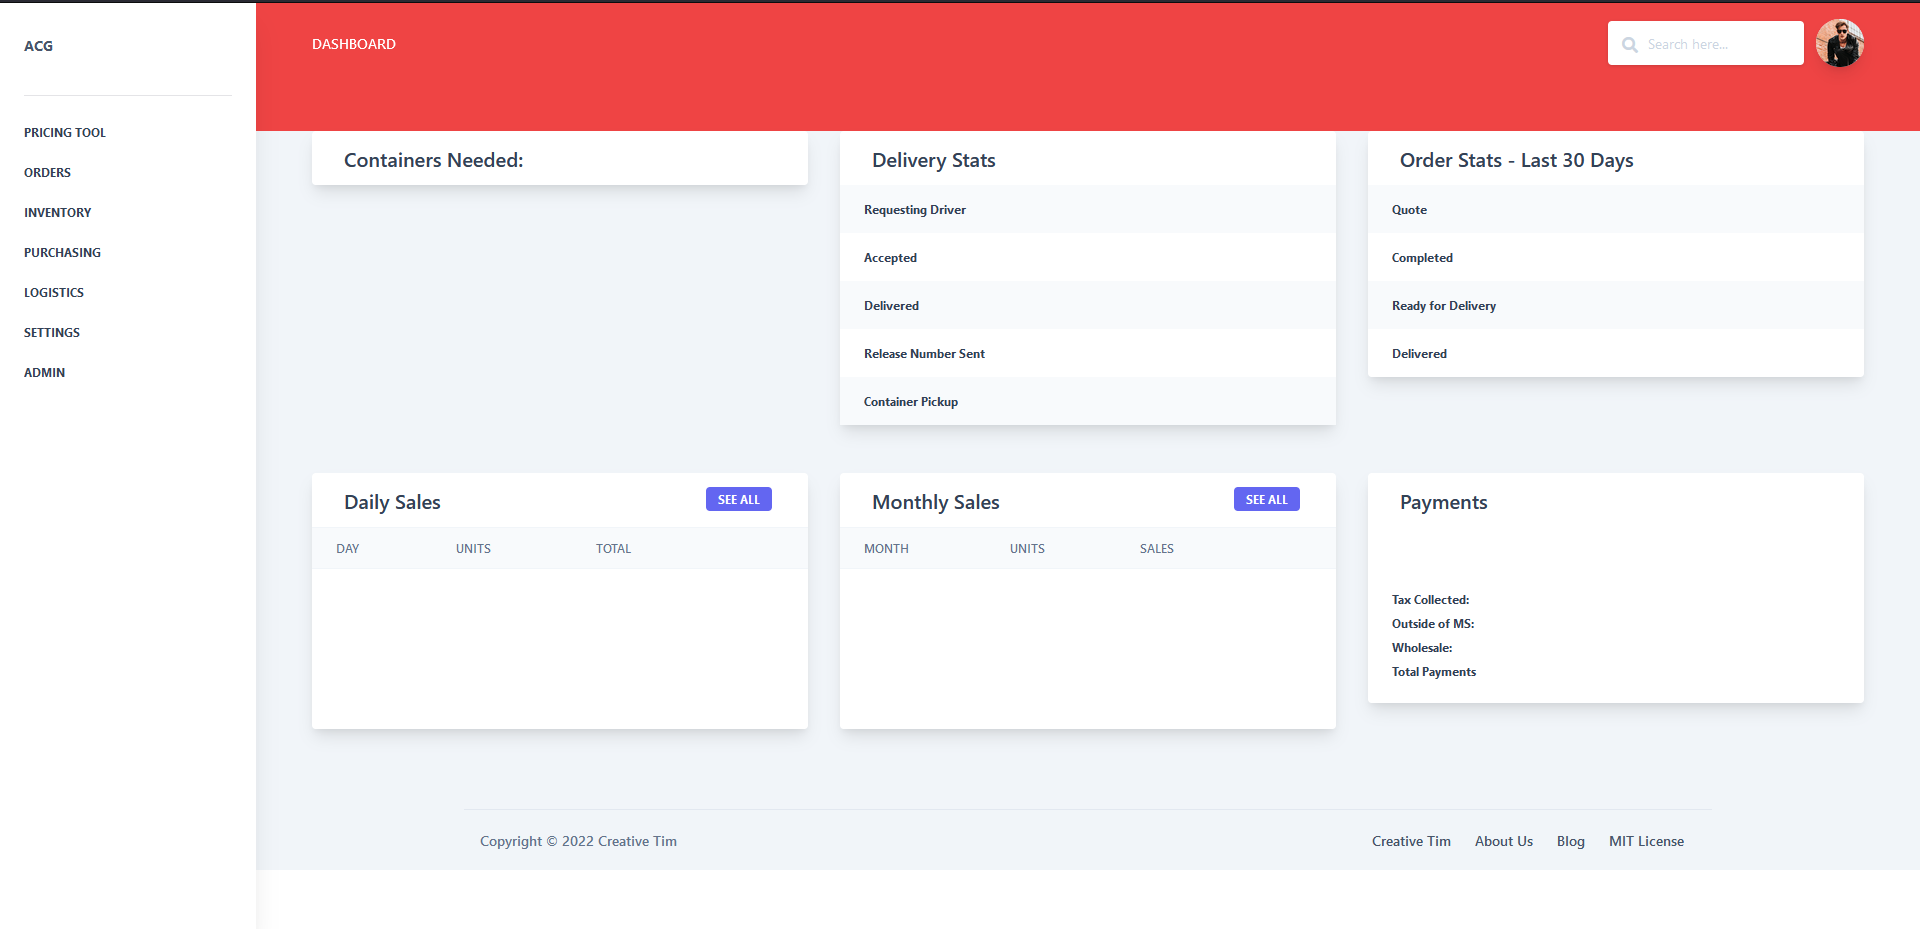 ACG
PRICING TOOL
ORDERS
INVENTORY
PURCHASING
LOGISTICS
SETTINGS
ADMIN
DASHBOARD
Search here...
Containers Needed:
Delivery Stats
Requesting Driver
Accepted
Delivered
Release Number Sent
Container Pickup
Order Stats - Last 30 Days
Quote
Completed
Ready for Delivery
Delivered
Daily Sales SEE ALL
DAY UNITS TOTAL
Monthly Sales SEE ALL
MONTH UNITS SALES
Payments
Tax Collected:
Outside of MS:
Wholesale:
Total Payments
Copyright © 2022 Creative Tim
Creative Tim About Us Blog MIT License